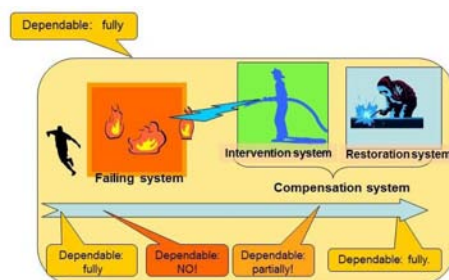 Dependable: fully
Intervention system
Restoration system
Failing system
Compensation system
Dependable:
fully
Dependable:
NO!
Dependable:
partially!
Dependable: fully.